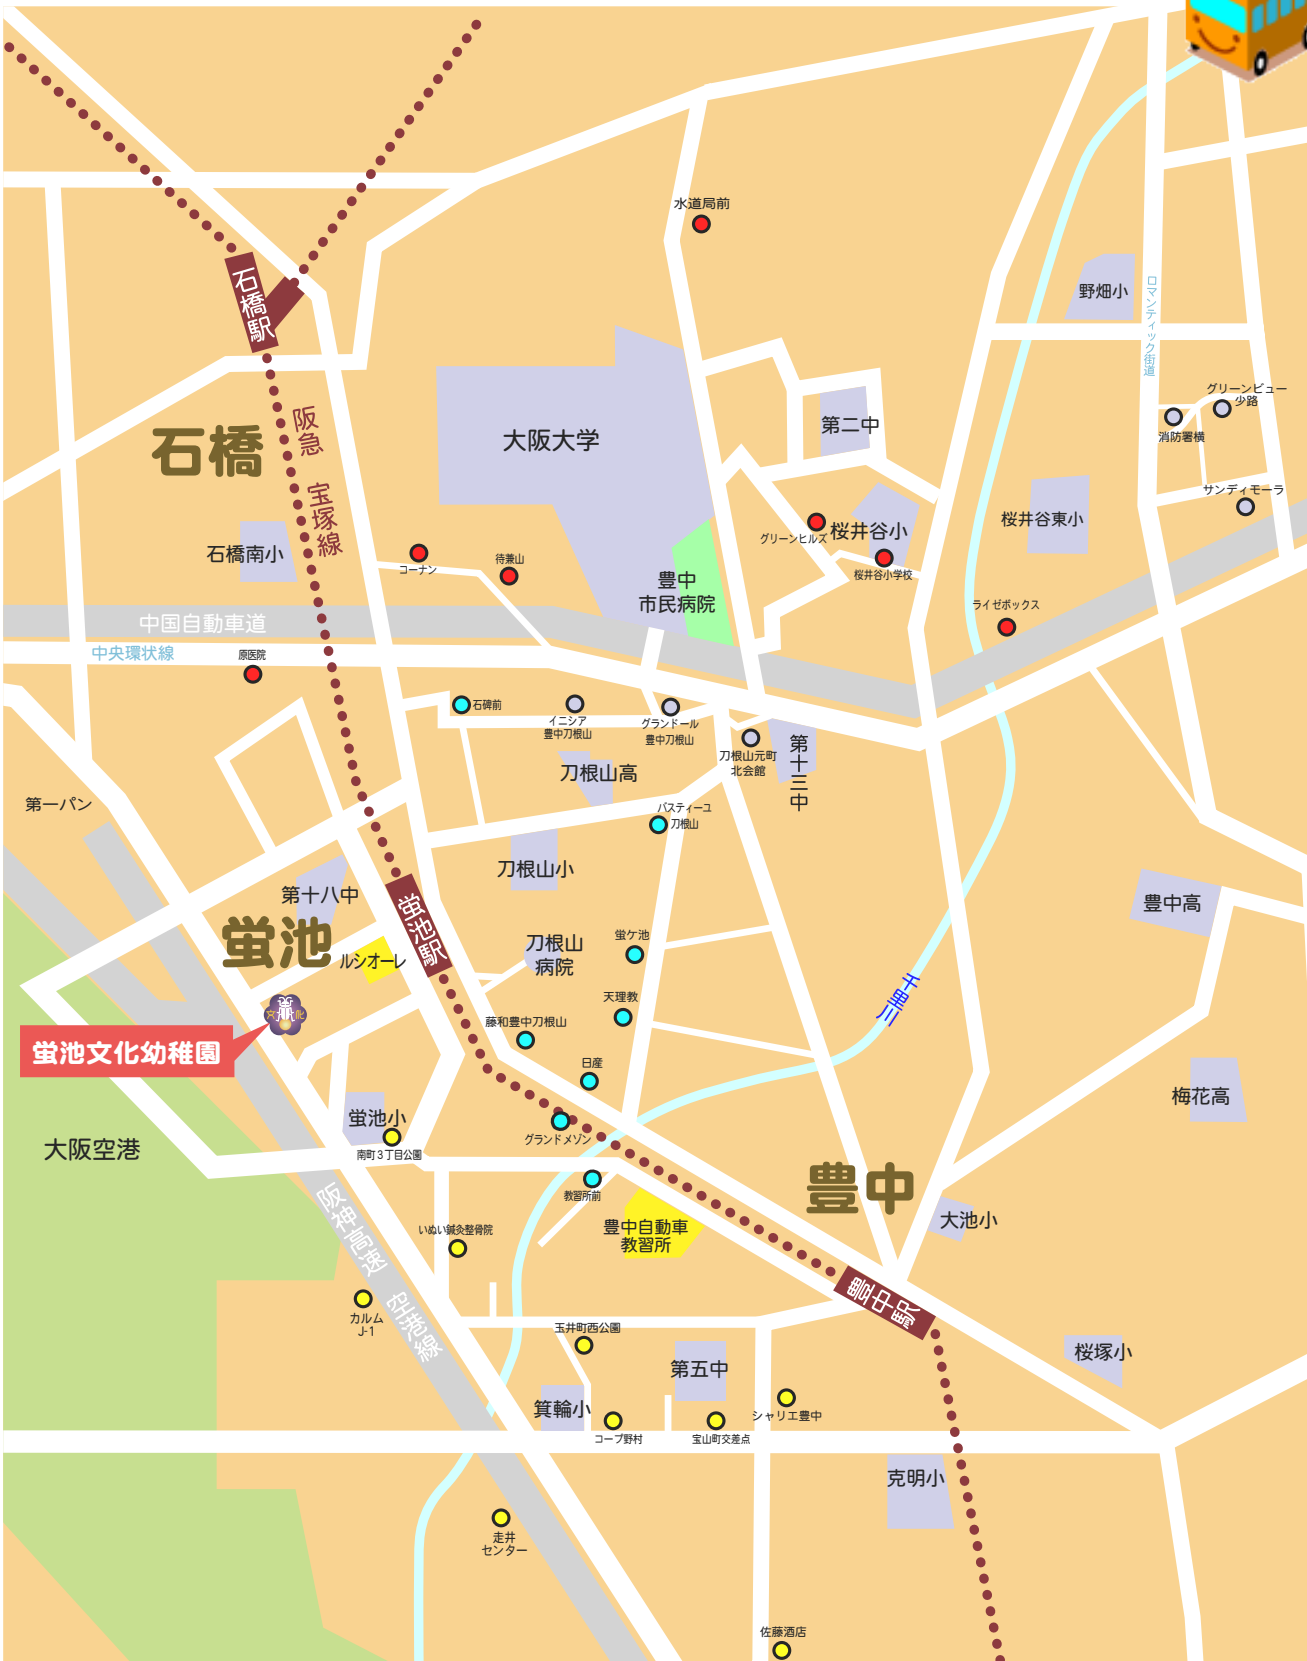 水道局前
石橋駅
野畑小
ロマンティック街道
グリーンビュー
少路
消防署横
阪急 宝塚線
石橋
大阪大学
第二中
サンディモーラ
桜井谷東小
グリーンヒルズ
桜井谷小
桜井谷小学校
石橋南小
コーナン
待兼山
豊中
市民病院
ライゼボックス
中国自動車道
中央環状線
原医院
石碑前
イニシア
豊中刀根山
グランドール
豊中刀根山
刀根山元町
北会館
第十三中
刀根山高
第一パン
バスティーユ
刀根山
刀根山小
第十八中
豊中高
蛍池駅
蛍池
ルシオーレ
刀根山
病院
蛍ケ池
天理教
千里川
文化
藤和豊中刀根山
蛍池文化幼稚園
日産
梅花高
蛍池小
グランドメゾン
大阪空港
南町3丁目公園
教習所前
豊中
阪神高速 空港線
いぬい鍼灸整骨院
豊中自動車
教習所
大池小
カルム
J-1
豊中駅
玉井町西公園
第五中
桜塚小
箕輪小
コープ野村
宝山町交差点
シャリエ豊中
克明小
走井
センター
佐藤酒店